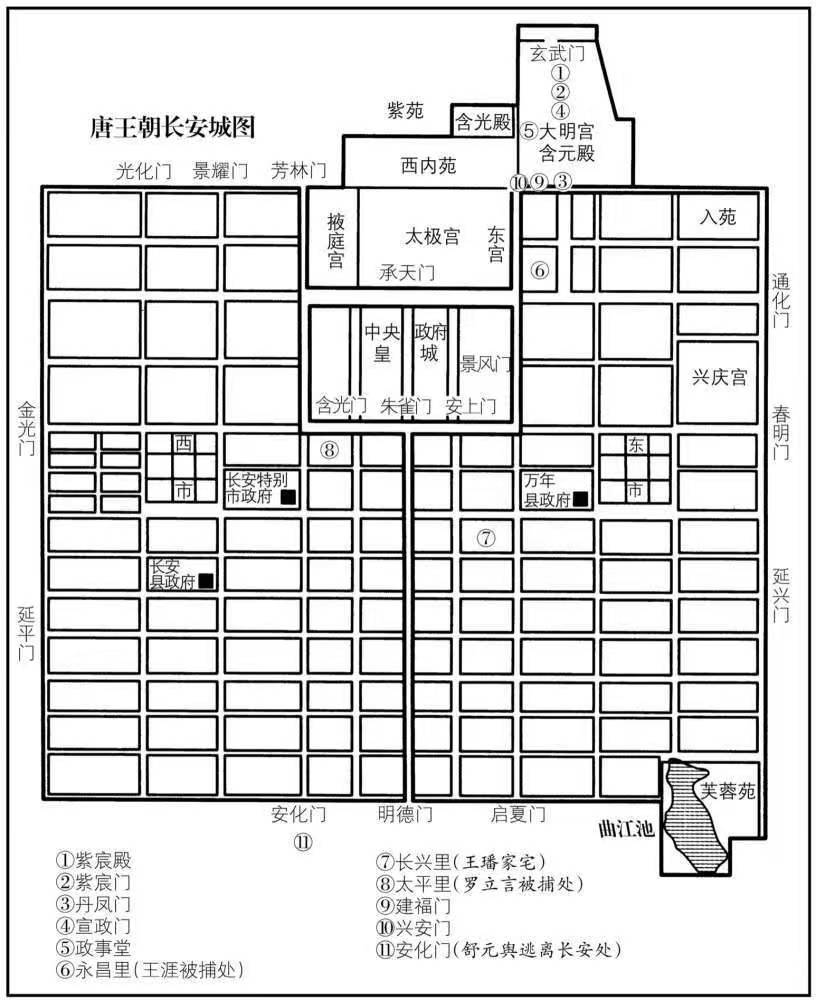 唐王朝长安城图
玄武门
①
②
④
⑤大明宫
含元殿
紫苑
含光殿
西内苑
⑩⑨③
光化门
景耀门
芳林门
掖庭宫
太极宫
东宫
承天门
入苑
⑥
通化门
中央
政府
皇
城
景风门
兴庆宫
含光门
朱雀门
安上门
金光门
春明门
西
市
⑧
东
市
长安特别
市政府
万年
县政府
⑦
长安
县政府
延平门
延兴门
芙蓉苑
曲江池
安化门
明德门
启夏门
⑪
①紫宸殿
②紫宸门
③丹凤门
④宣政门
⑤政事堂
⑥永昌里(王涯被捕处)
⑦长兴里(王璠家宅)
⑧太平里(罗立言被捕处)
⑨建福门
⑩兴安门
⑪安化门(舒元舆逃离长安处)